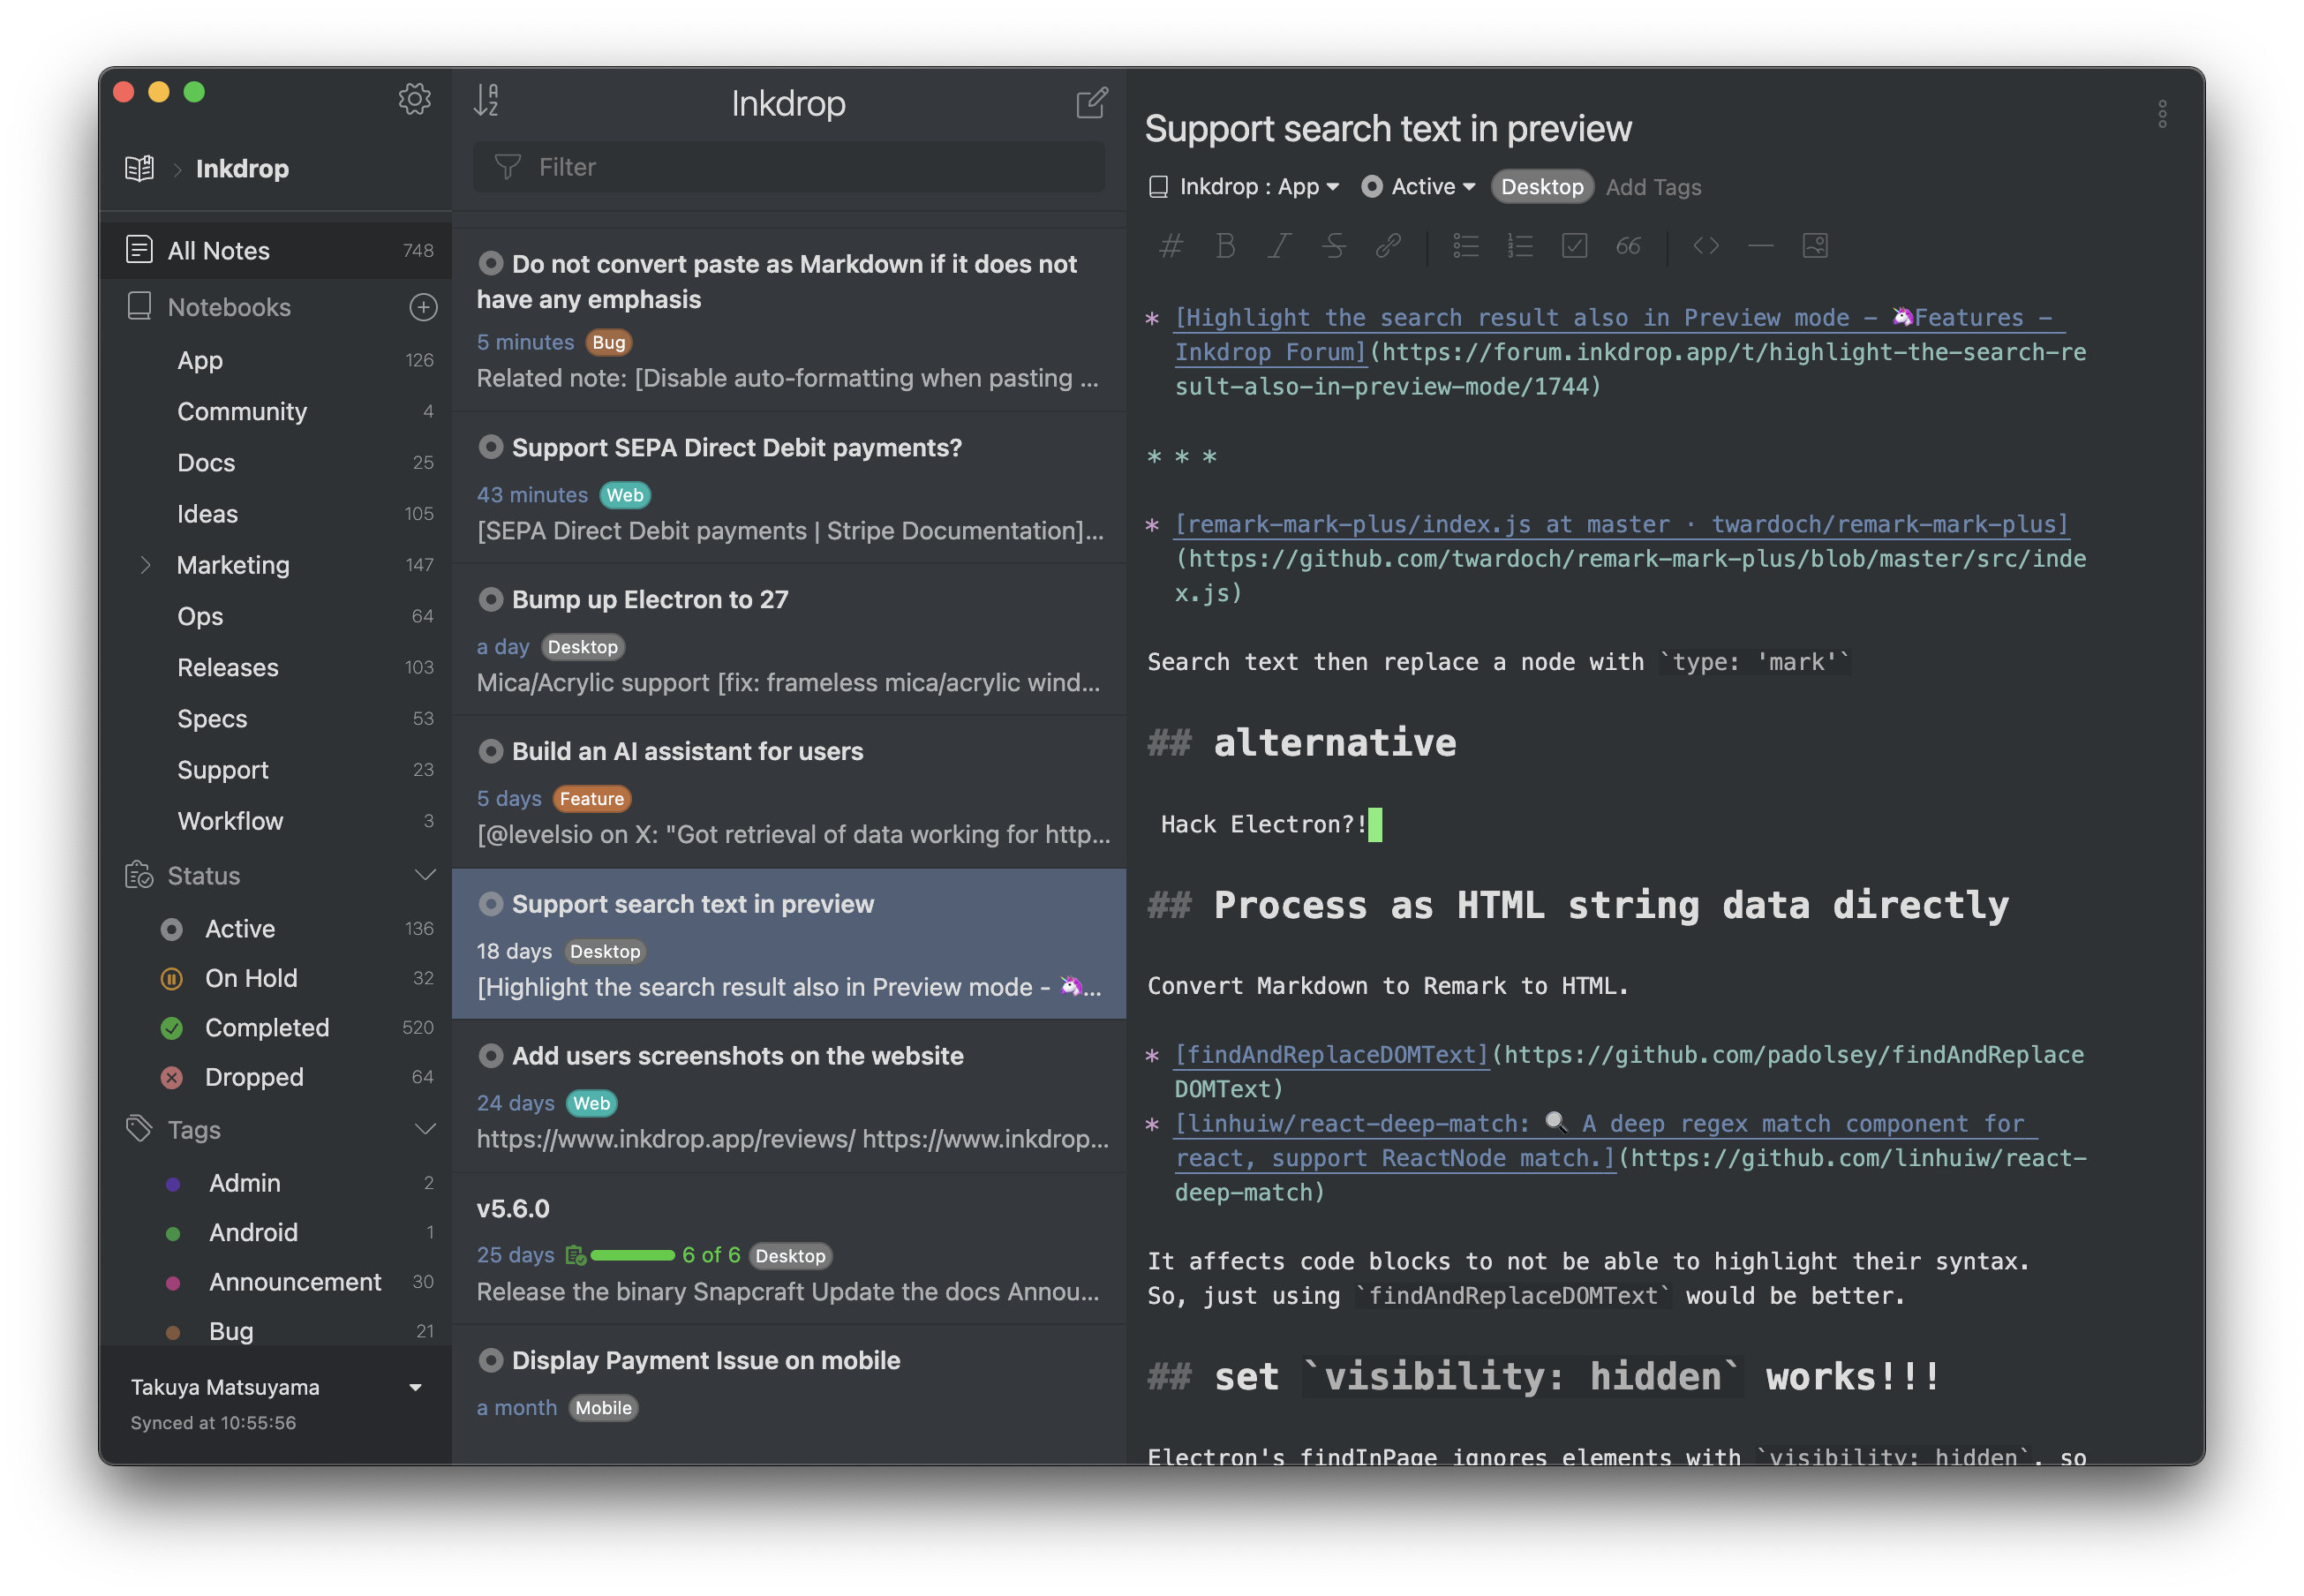 Inkdrop
All Notes 748
Notebooks
App 126
Community 4
Docs 25
Ideas 105
Marketing 147
Ops 64
Releases 103
Specs 53
Support 23
Workflow 3
Status
Active 136
On Hold 32
Completed 520
Dropped 64
Tags
Admin 2
Android 1
Announcement 30
Bug 21
Takuya Matsuyama
Synced at 10:55:56
Inkdrop
Filter
Do not convert paste as Markdown if it does not
have any emphasis
5 minutes Bug
Related note: [Disable auto-formatting when pasting ...
Support SEPA Direct Debit payments?
43 minutes Web
[SEPA Direct Debit payments | Stripe Documentation]...
Bump up Electron to 27
a day Desktop
Mica/Acrylic support [fix: frameless mica/acrylic wind...
Build an AI assistant for users
5 days Feature
[@levelsio on X: "Got retrieval of data working for http...
Support search text in preview
18 days Desktop
[Highlight the search result also in Preview mode - 🦄...
Add users screenshots on the website
24 days Web
https://www.inkdrop.app/reviews/ https://www.inkdrop...
v5.6.0
25 days 6 of 6 Desktop
Release the binary Snapcraft Update the docs Annou...
Display Payment Issue on mobile
a month Mobile
Support search text in preview
Inkdrop : App Active Desktop Add Tags
* [Highlight the search result also in Preview mode - 🦄Features -
Inkdrop Forum](https://forum.inkdrop.app/t/highlight-the-search-re
sult-also-in-preview-mode/1744)
* * *
* [remark-mark-plus/index.js at master · twardoch/remark-mark-plus]
(https://github.com/twardoch/remark-mark-plus/blob/master/src/inde
x.js)
Search text then replace a node with `type: 'mark'`
## alternative
Hack Electron?!
## Process as HTML string data directly
Convert Markdown to Remark to HTML.
* [findAndReplaceDOMText](https://github.com/padolsey/findAndReplace
DOMText)
* [linhuiw/react-deep-match: 🔍 A deep regex match component for
react, support ReactNode match.](https://github.com/linhuiw/react-
deep-match)
It affects code blocks to not be able to highlight their syntax.
So, just using `findAndReplaceDOMText` would be better.
## set `visibility: hidden` works!!!
Electron's findInPage ignores elements with `visibility: hidden`, so